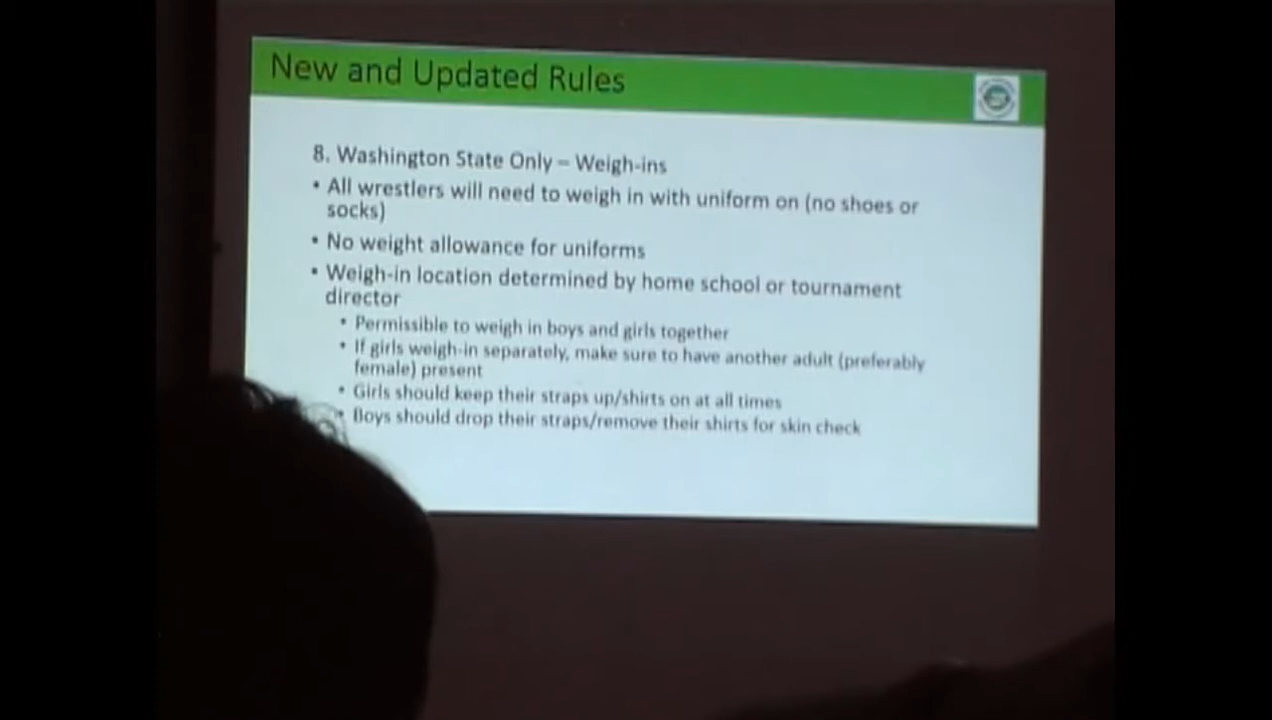 New and Updated Rules
8. Washington State Only – Weigh-ins
• All wrestlers will need to weigh in with uniform on (no shoes or
socks)
• No weight allowance for uniforms
• Weigh-in location determined by home school or tournament
director
• Permissible to weigh in boys and girls together
• If girls weigh-in separately, make sure to have another adult (preferably
female) present
• Girls should keep their straps up/shirts on at all times
• Boys should drop their straps/remove their shirts for skin check